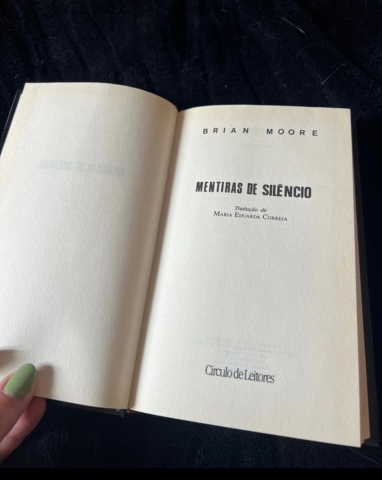 BRIAN MOORE
MENTIRAS DE SILÊNCIO
Tradução de
MARIA EDUARDA CORREIA
Círculo de Leitores